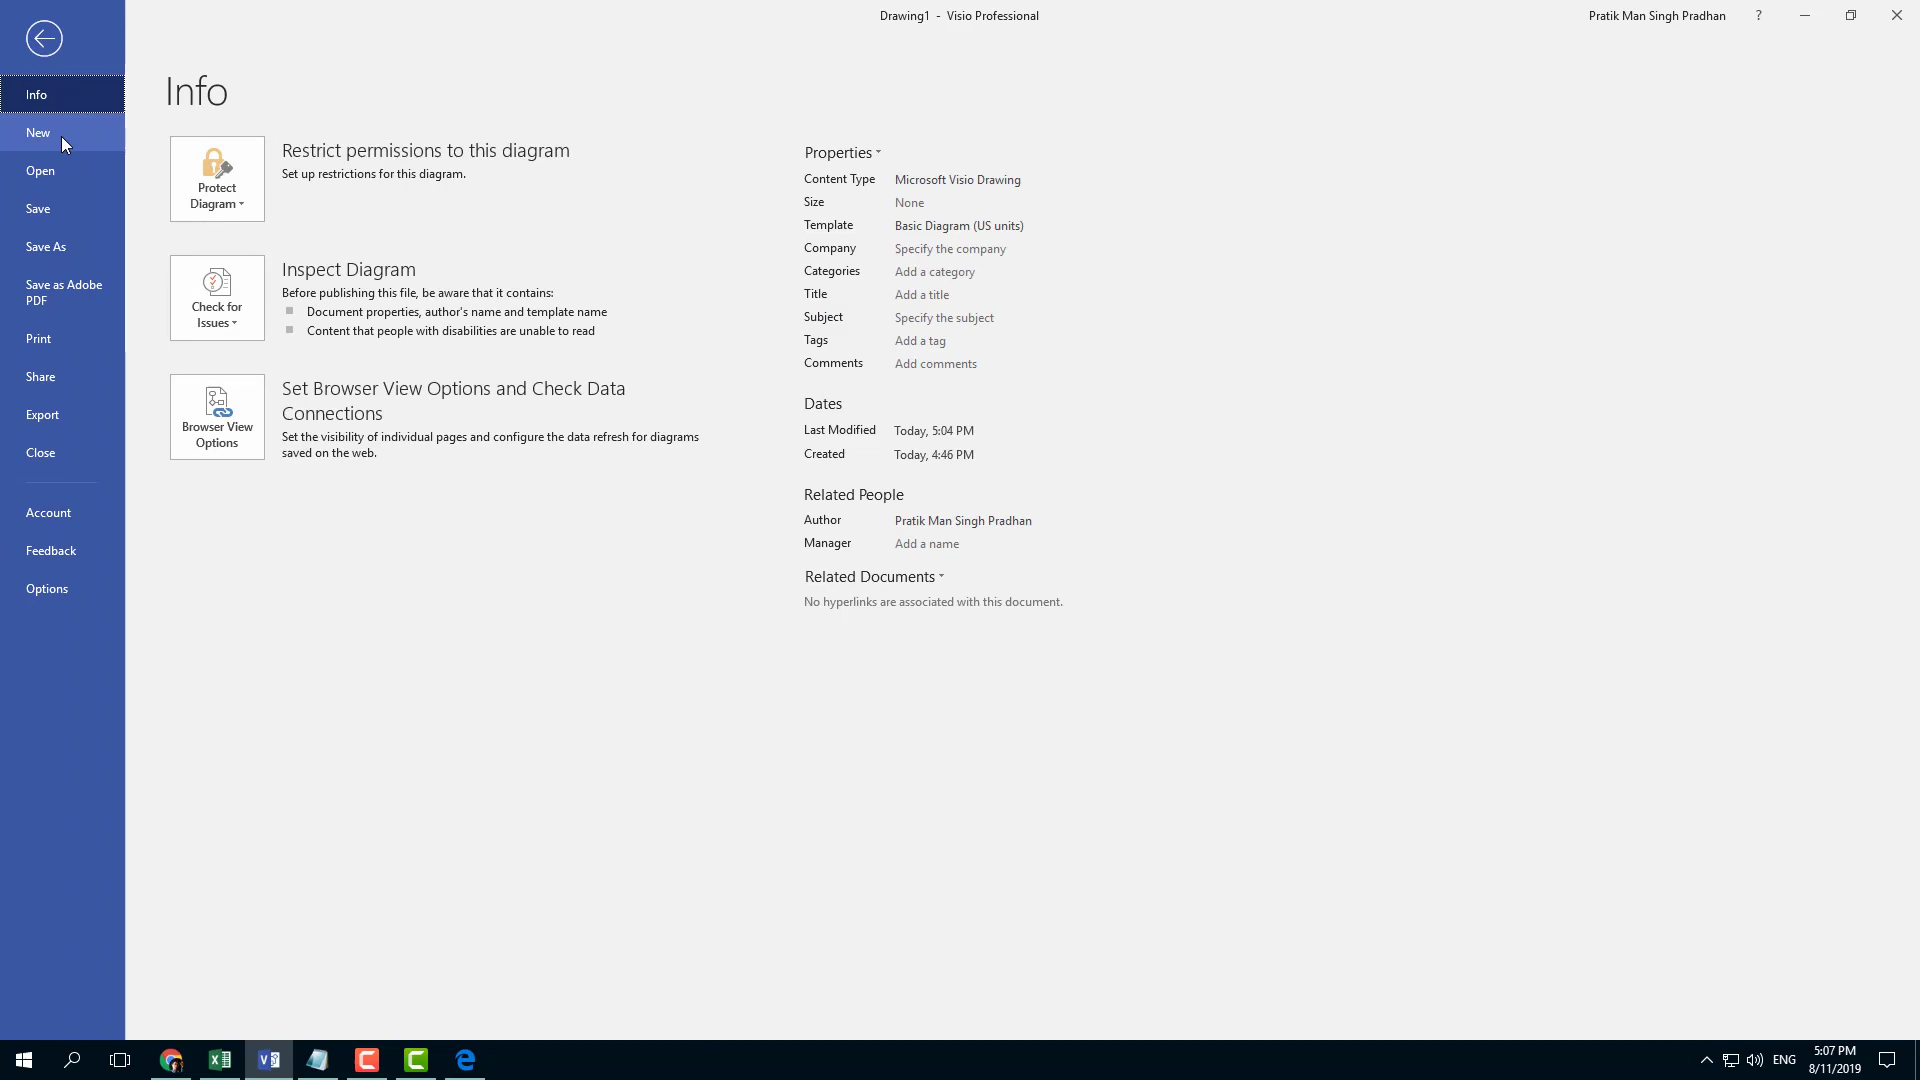 Drawing1 - Visio Professional
Pratik Man Singh Pradhan
?
Info
New
Open
Save
Save As
Save as Adobe
PDF
Print
Share
Export
Close
Account
Feedback
Options
Info
Protect
Diagram
Restrict permissions to this diagram
Set up restrictions for this diagram.
Check for
Issues
Inspect Diagram
Before publishing this file, be aware that it contains:
Document properties, author's name and template name
Content that people with disabilities are unable to read
Browser View
Options
Set Browser View Options and Check Data
Connections
Set the visibility of individual pages and configure the data refresh for diagrams
saved on the web.
Properties
Content Type Microsoft Visio Drawing
Size None
Template Basic Diagram (US units)
Company Specify the company
Categories Add a category
Title Add a title
Subject Specify the subject
Tags Add a tag
Comments Add comments
Dates
Last Modified Today, 5:04 PM
Created Today, 4:46 PM
Related People
Author Pratik Man Singh Pradhan
Manager Add a name
Related Documents
No hyperlinks are associated with this document.
ENG
5:07 PM
8/11/2019